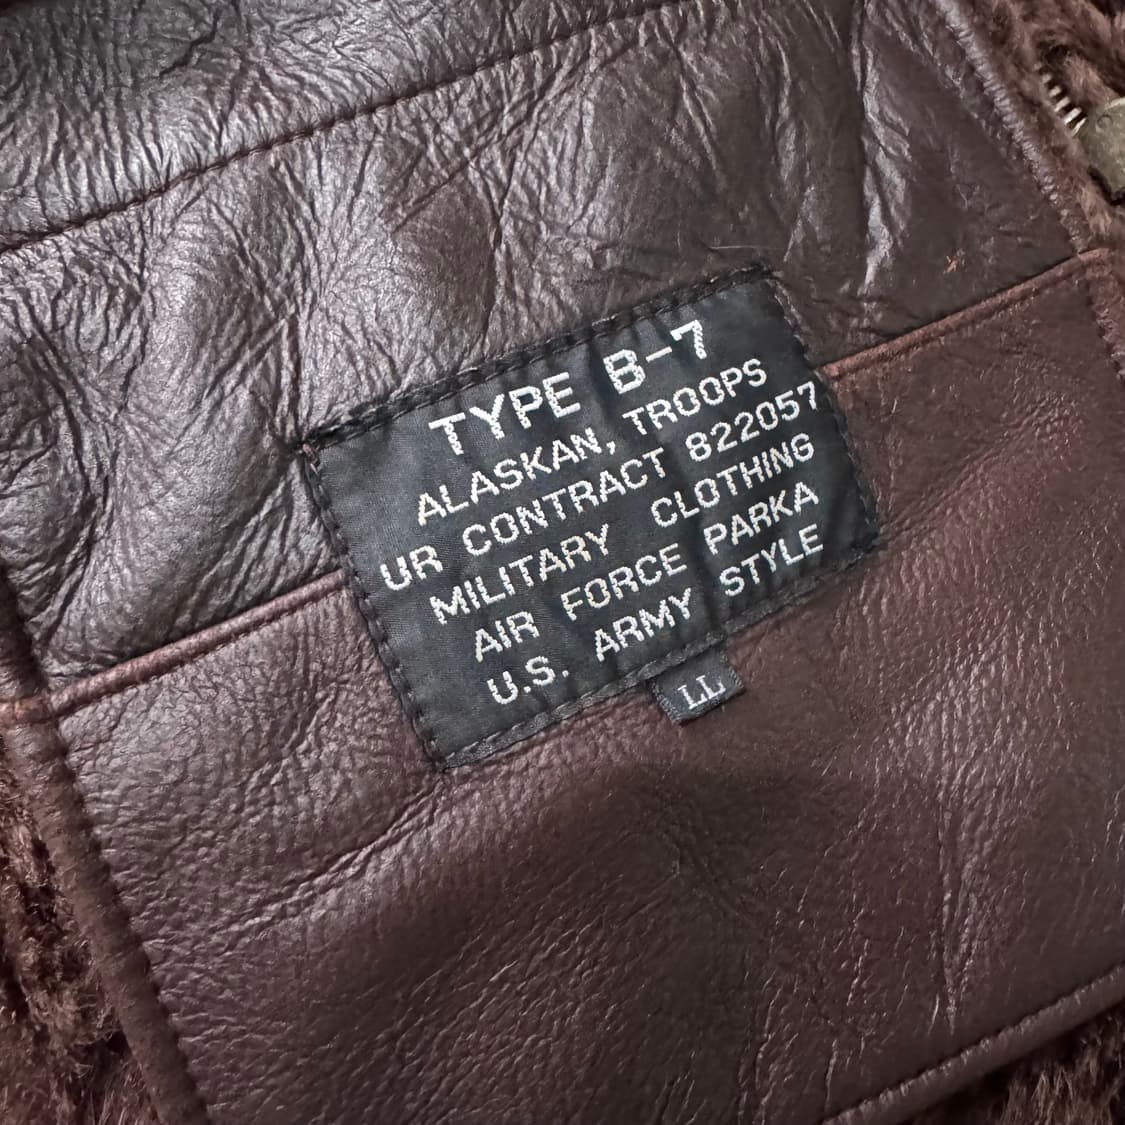 TYPE B-7
ALASKAN, TROOPS
UR CONTRACT 822057
MILITARY CLOTHING
AIR FORCE PARKA
U.S. ARMY STYLE
LL